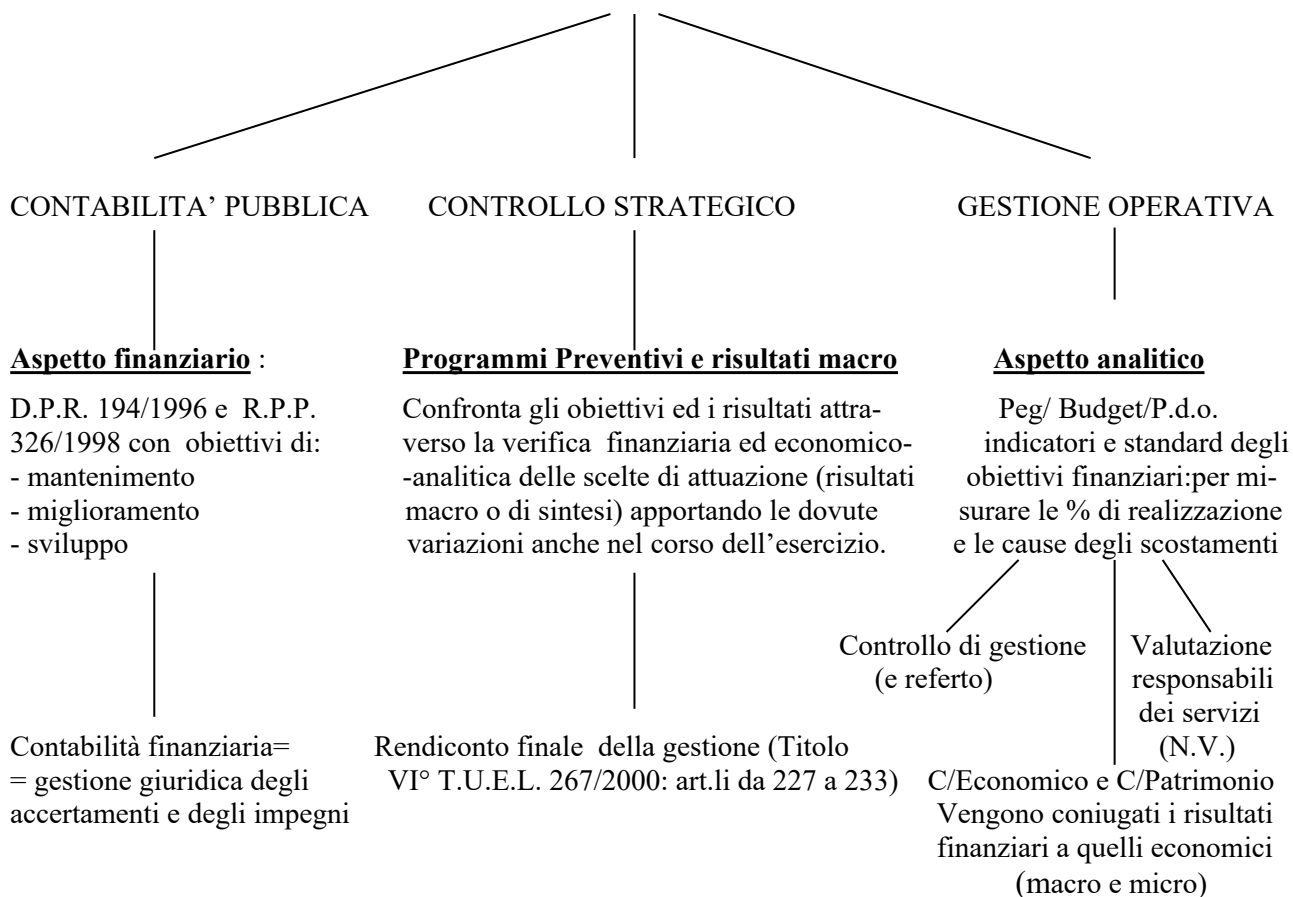 CONTABILITA’ PUBBLICA
CONTROLLO STRATEGICO
GESTIONE OPERATIVA
Aspetto finanziario :
D.P.R. 194/1996 e R.P.P.
326/1998 con obiettivi di:
- mantenimento
- miglioramento
- sviluppo
Contabilità finanziaria=
= gestione giuridica degli
accertamenti e degli impegni
Programmi Preventivi e risultati macro
Confronta gli obiettivi ed i risultati attra-
verso la verifica finanziaria ed economico-
-analitica delle scelte di attuazione (risultati
macro o di sintesi) apportando le dovute
variazioni anche nel corso dell’esercizio.
Rendiconto finale della gestione (Titolo
VI° T.U.E.L. 267/2000: art.li da 227 a 233)
Aspetto analitico
Peg/ Budget/P.d.o.
indicatori e standard degli
obiettivi finanziari:per mi-
surare le % di realizzazione
e le cause degli scostamenti
Controllo di gestione
(e referto)
Valutazione
responsabili
dei servizi
(N.V.)
C/Economico e C/Patrimonio
Vengono coniugati i risultati
finanziari a quelli economici
(macro e micro)